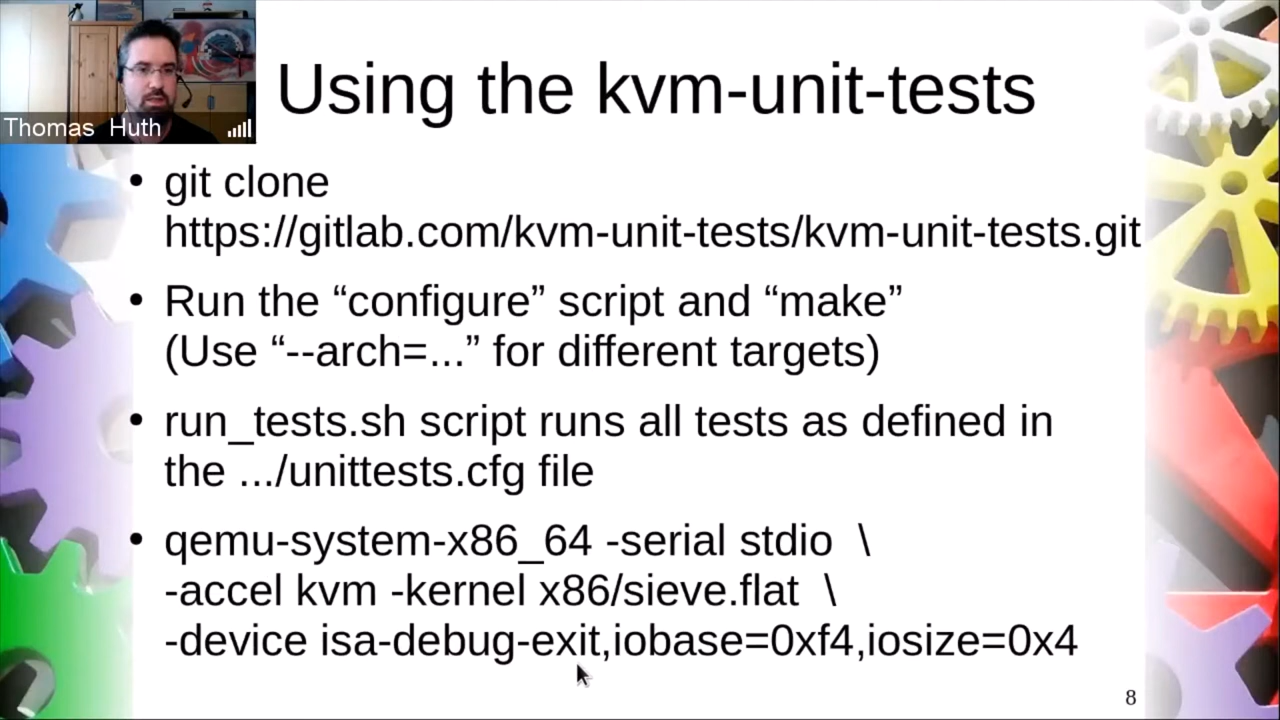 Thomas Huth
Using the kvm-unit-tests
• git clone
https://gitlab.com/kvm-unit-tests/kvm-unit-tests.git
• Run the “configure” script and “make”
(Use “--arch=...” for different targets)
• run_tests.sh script runs all tests as defined in
the .../unittests.cfg file
• qemu-system-x86_64 -serial stdio \
-accel kvm -kernel x86/sieve.flat \
-device isa-debug-exit,iobase=0xf4,iosize=0x4
8